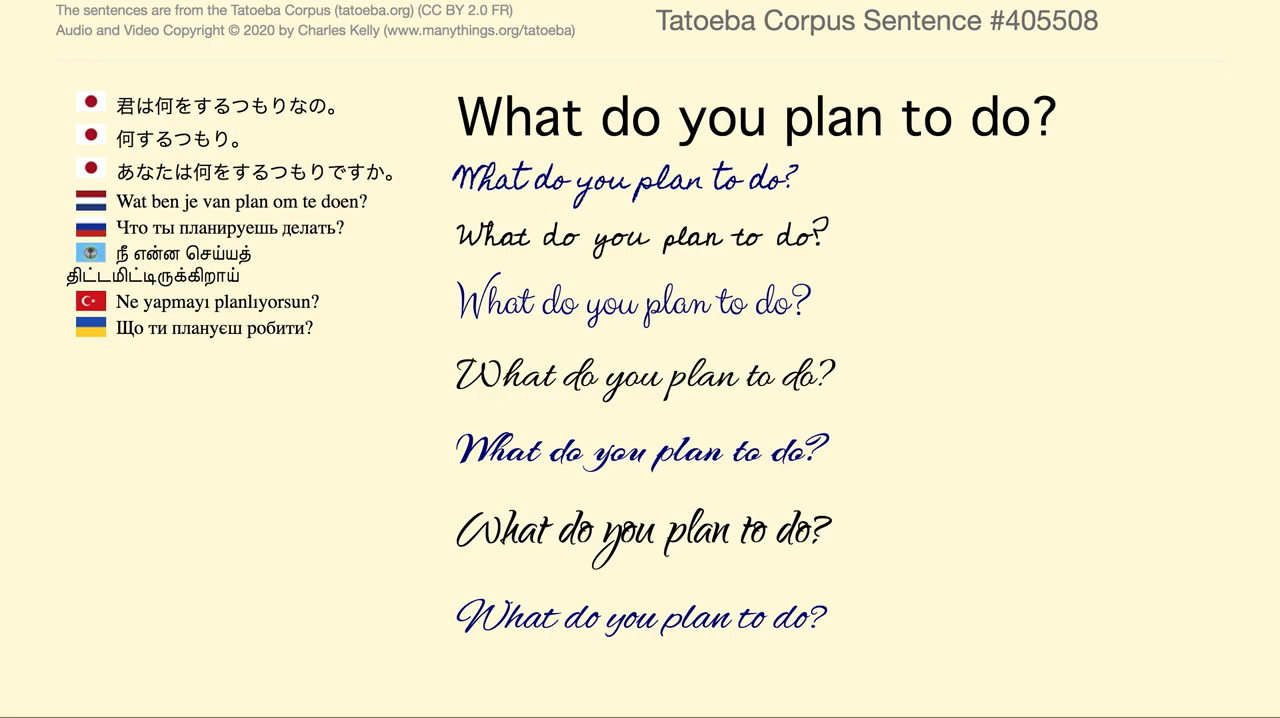 The sentences are from the Tatoeba Corpus (tatoeba.org) (CC BY 2.0 FR)
Audio and Video Copyright © 2020 by Charles Kelly (www.manythings.org/tatoeba)
Tatoeba Corpus Sentence #405508
君は何をするつもりなの。
何するつもり。
あなたは何をするつもりですか。
Wat ben je van plan om te doen?
Что ты планируешь делать?
நீ என்ன செய்யத்
திட்டமிட்டிருக்கிறாய்
Ne yapmayı planlıyorsun?
Що ти плануєш робити?
What do you plan to do?
What do you plan to do?
What do you plan to do?
What do you plan to do?
What do you plan to do?
What do you plan to do?
What do you plan to do?
What do you plan to do?